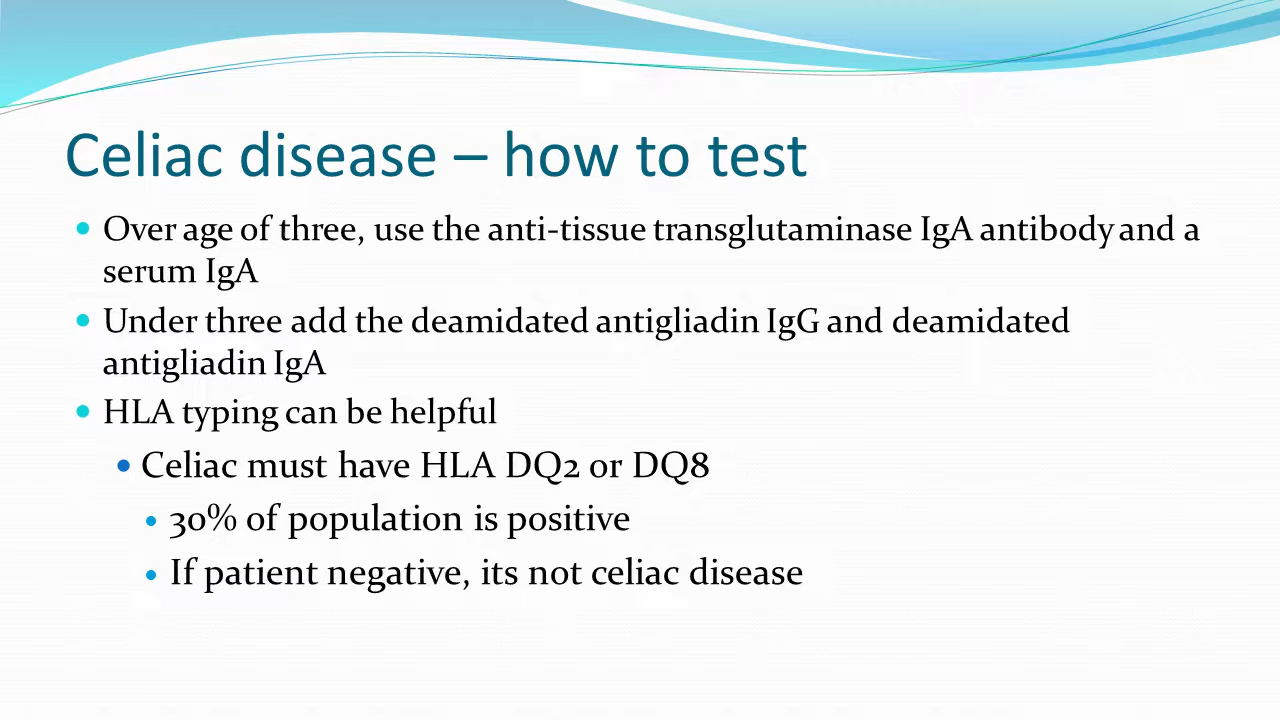 Celiac disease – how to test
Over age of three, use the anti-tissue transglutaminase IgA antibody and a
serum IgA
Under three add the deamidated antigliadin IgG and deamidated
antigliadin IgA
HLA typing can be helpful
Celiac must have HLA DQ2 or DQ8
30% of population is positive
If patient negative, its not celiac disease